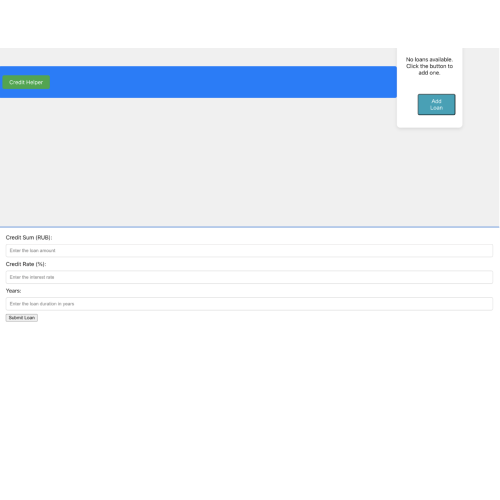 No loans available.
Click the button to
add one.
Credit Helper
Add
Loan
Credit Sum (RUB):
Enter the loan amount
Credit Rate (%):
Enter the interest rate
Years:
Enter the loan duration in years
Submit Loan